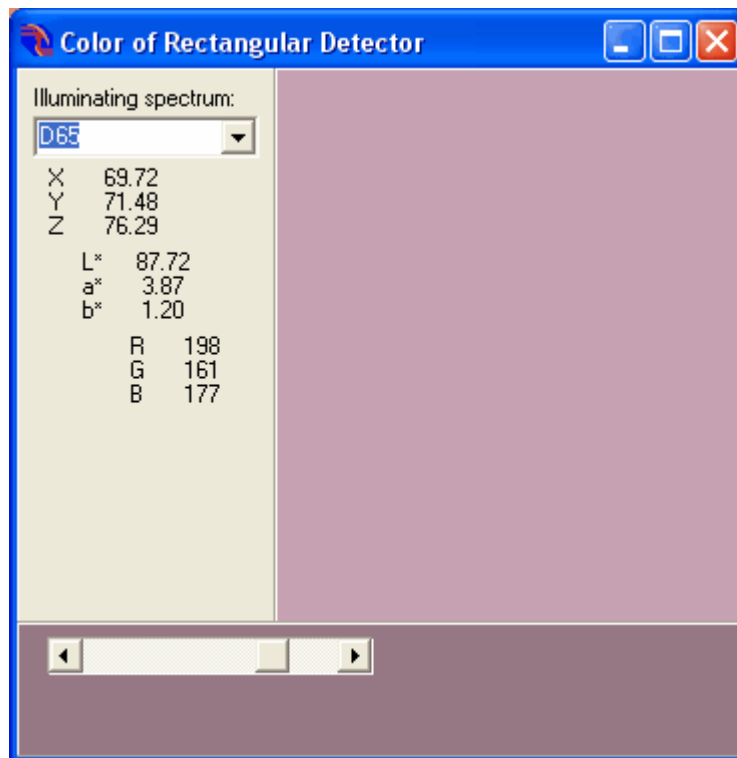 Color of Rectangular Detector
Illuminating spectrum:
D65
X 69.72
Y 71.48
Z 76.29
L* 87.72
a* 3.87
b* 1.20
R 198
G 161
B 177